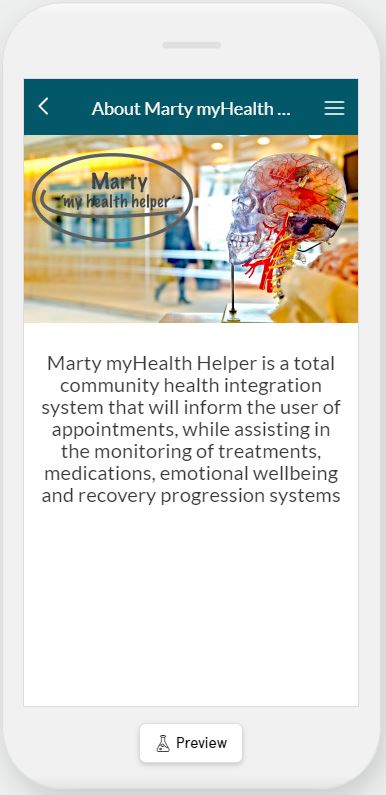 About Marty myHealth ...
Marty
'my health helper'
Marty myHealth Helper is a total
community health integration
system that will inform the user of
appointments, while assisting in
the monitoring of treatments,
medications, emotional wellbeing
and recovery progression systems
Preview